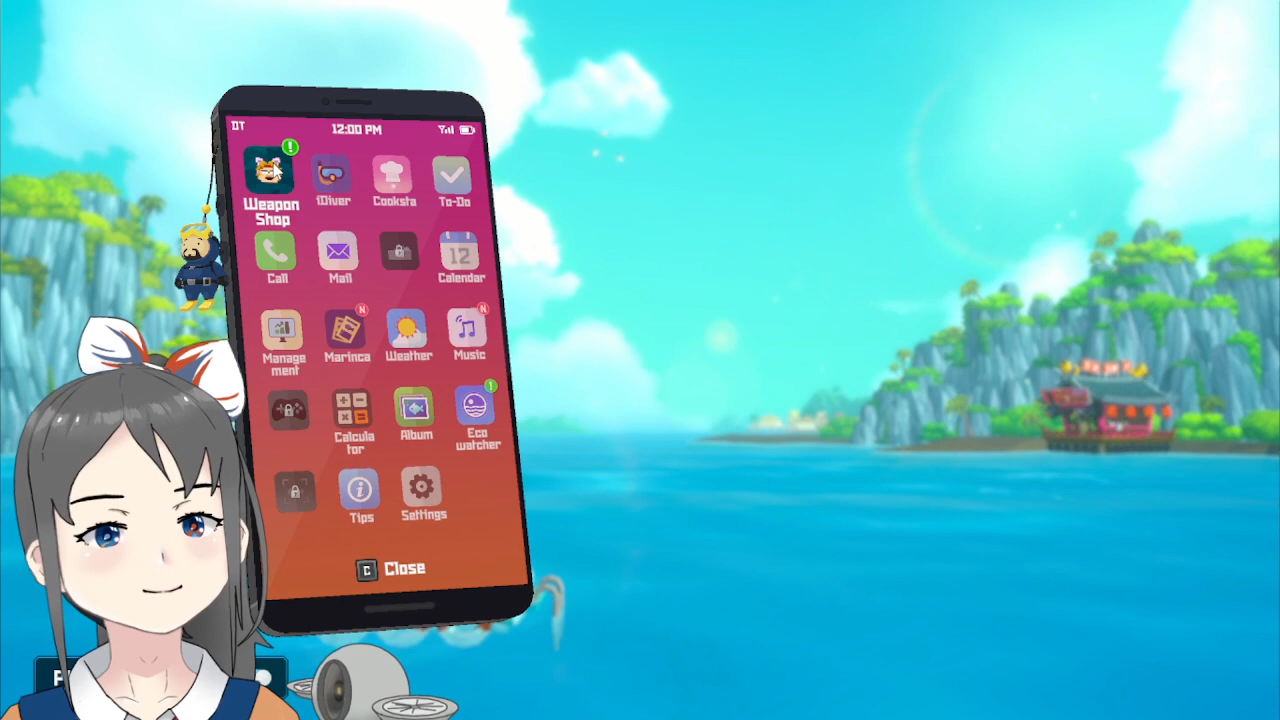 DT 12:00 PM
Weapon
Shop
iDiver
Cooksta
To-Do
Call
Mail
12
Calendar
Manage
ment
N
Marinca
Weather
N
Music
Calcula
tor
Album
Eco
watcher
Tips
Settings
C Close